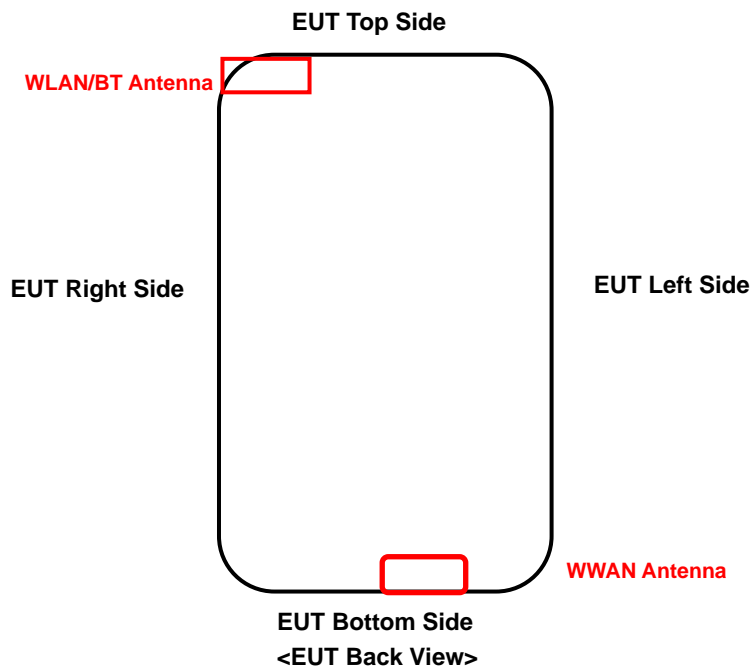 EUT Top Side
WLAN/BT Antenna
EUT Right Side
EUT Left Side
WWAN Antenna
EUT Bottom Side
<EUT Back View>